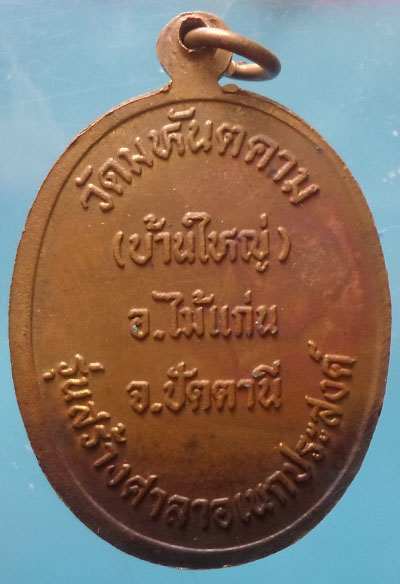 วัดมหันตคาม
(บ้านใหญ่)
อ.ไม้แก่น
จ.ปัตตานี
รุ่นสร้างศาลาอเนกประสงค์